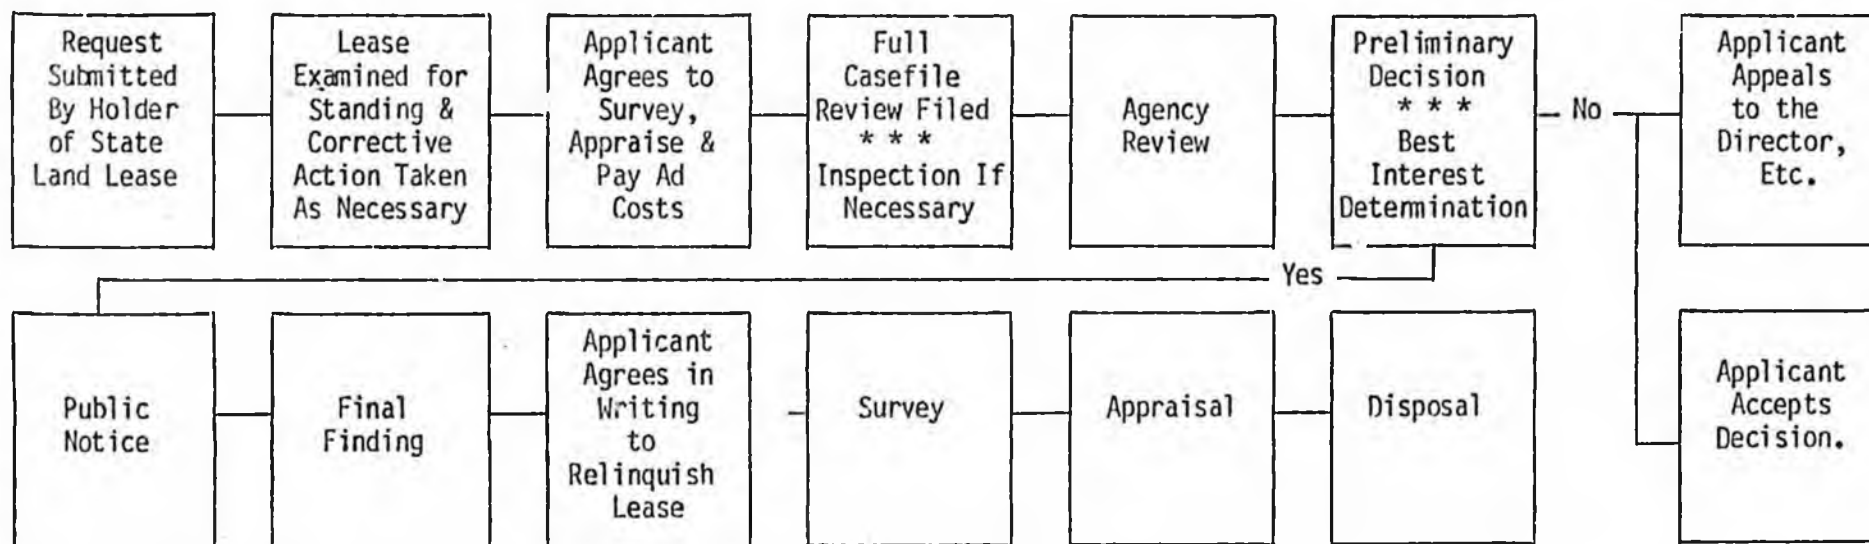 Request
Submitted
By Holder
of State
Land Lease
Lease
Examined for
Standing &
Corrective
Action Taken
As Necessary
Applicant
Agrees to
Survey,
Appraise &
Pay Ad
Costs
Full
Casefile
Review Filed
* * *
Inspection If
Necessary
Agency
Review
Preliminary
Decision
* * *
Best
Interest
Determination
No
Applicant
Appeals
to the
Director,
Etc.
Yes
Public
Notice
Final
Finding
Applicant
Agrees in
Writing
to
Relinquish
Lease
Survey
Appraisal
Disposal
Applicant
Accepts
Decision.